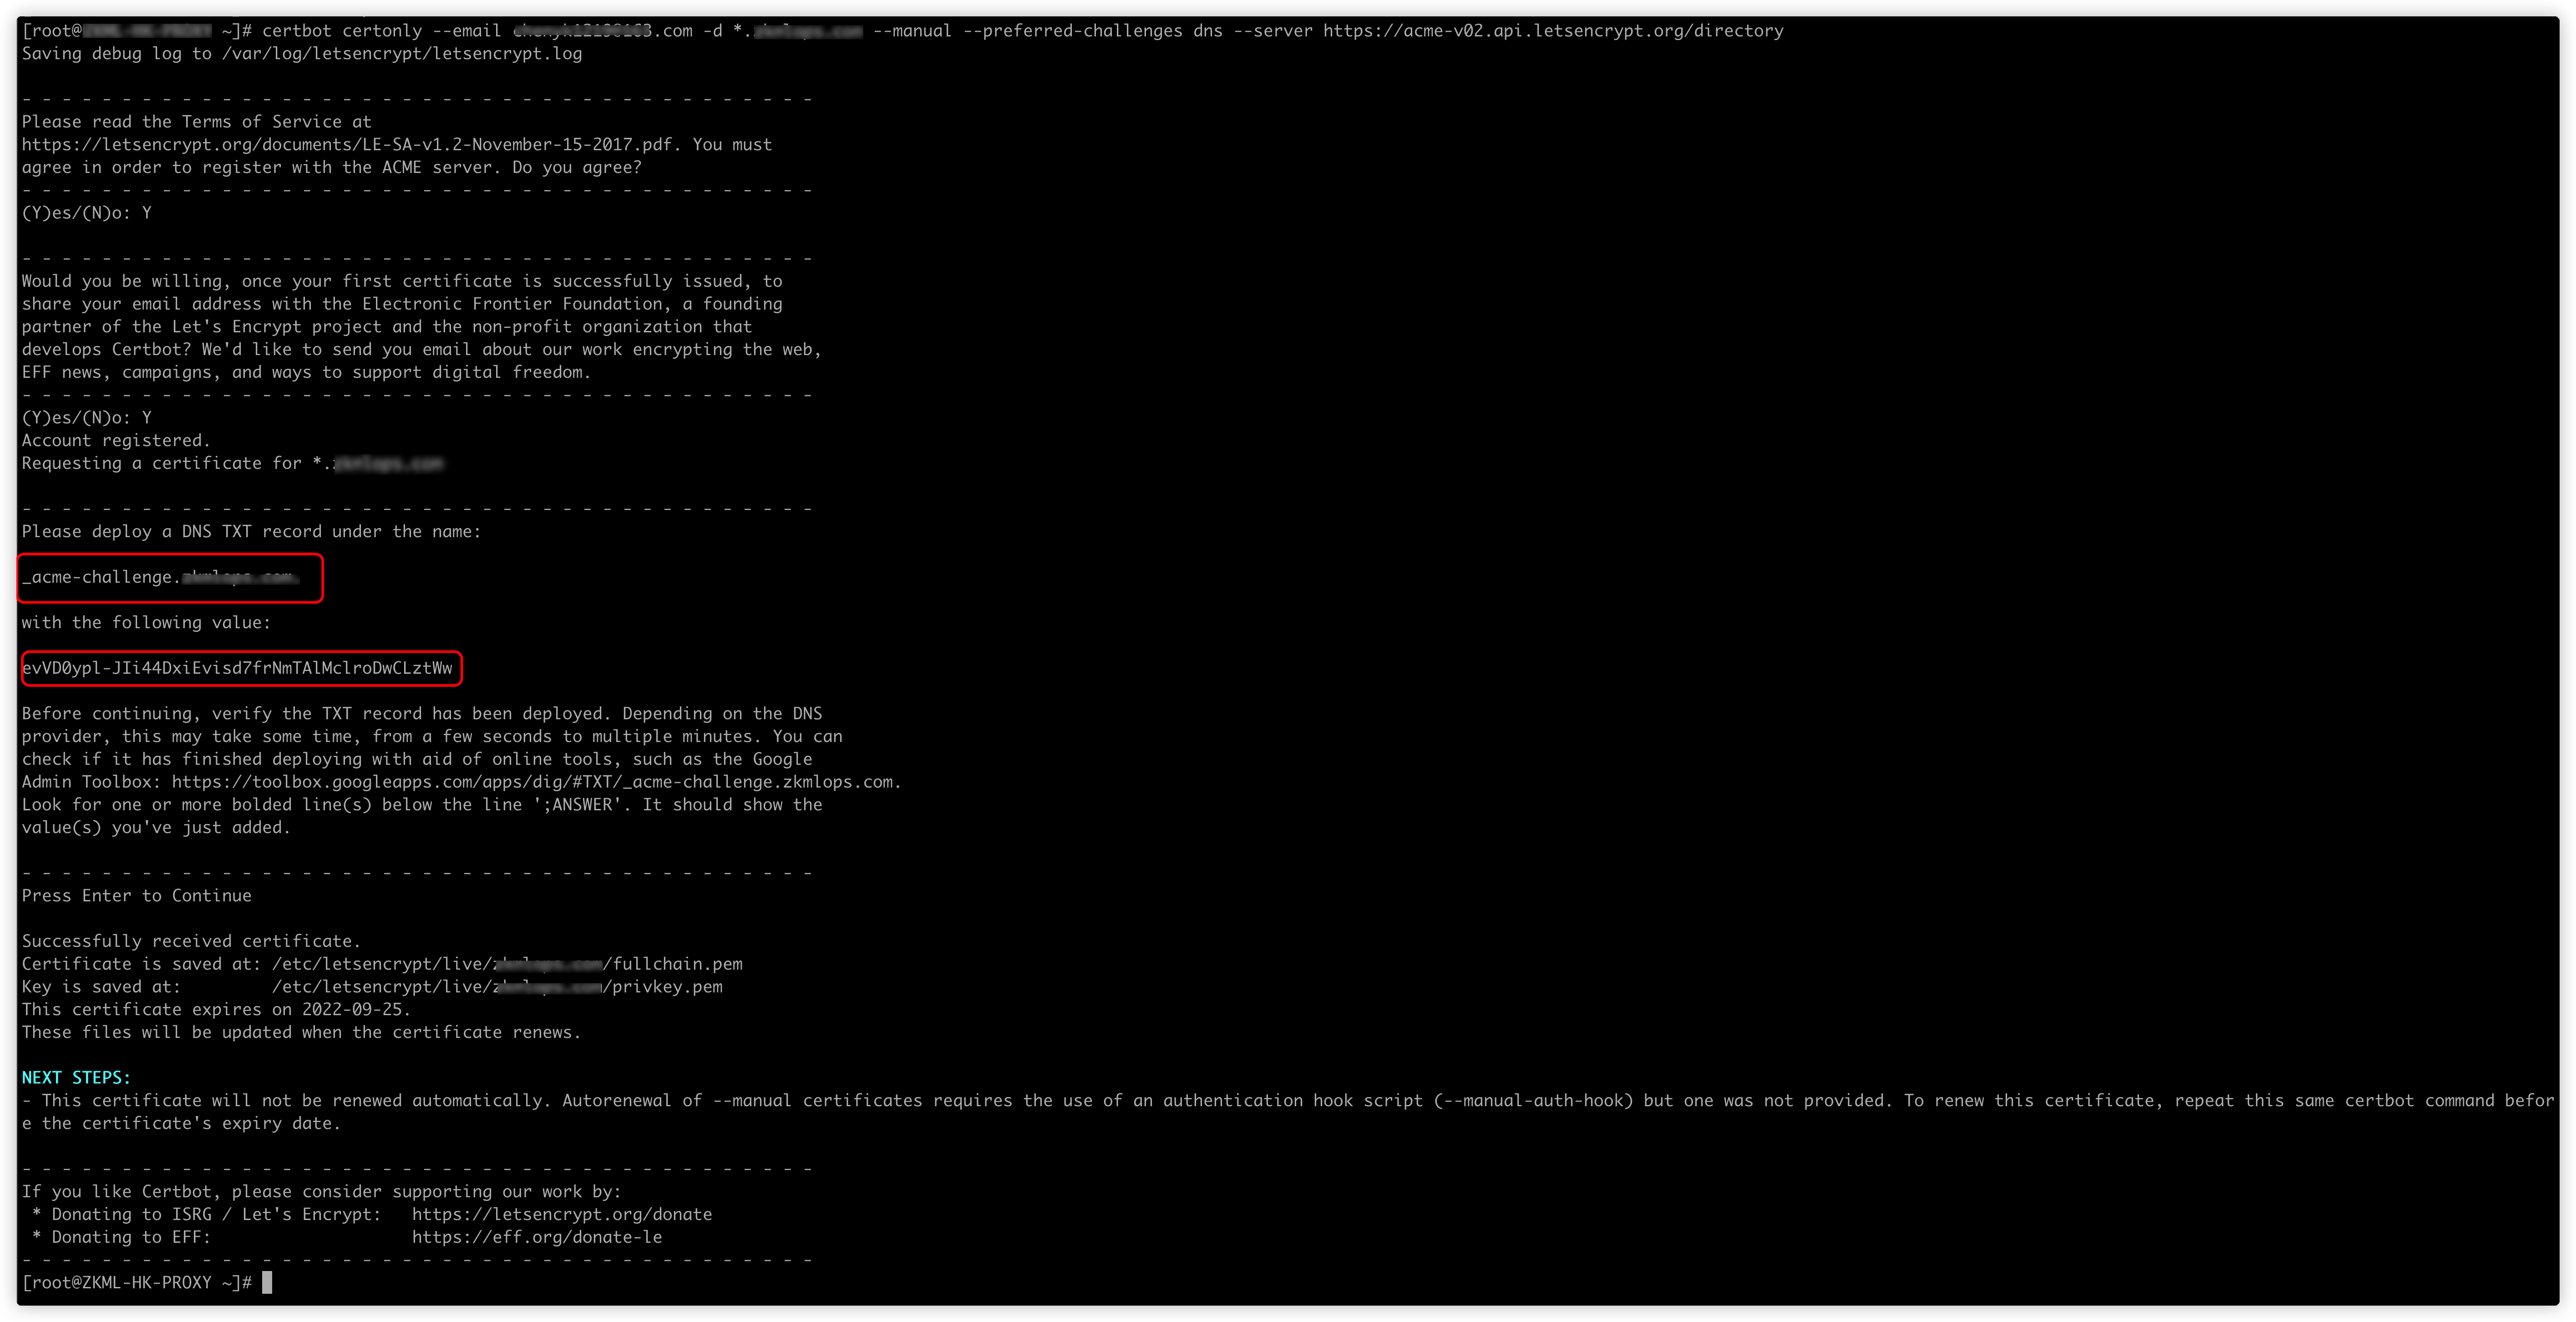 [root@ ~]# certbot certonly --email .com -d *. --manual --preferred-challenges dns --server https://acme-v02.api.letsencrypt.org/directory
Saving debug log to /var/log/letsencrypt/letsencrypt.log
- - - - - - - - - - - - - - - - - - - - - - - - - - - - - - - - - - - - - - - -
Please read the Terms of Service at
https://letsencrypt.org/documents/LE-SA-v1.2-November-15-2017.pdf. You must
agree in order to register with the ACME server. Do you agree?
- - - - - - - - - - - - - - - - - - - - - - - - - - - - - - - - - - - - - - - -
(Y)es/(N)o: Y
- - - - - - - - - - - - - - - - - - - - - - - - - - - - - - - - - - - - - - - -
Would you be willing, once your first certificate is successfully issued, to
share your email address with the Electronic Frontier Foundation, a founding
partner of the Let's Encrypt project and the non-profit organization that
develops Certbot? We'd like to send you email about our work encrypting the web,
EFF news, campaigns, and ways to support digital freedom.
- - - - - - - - - - - - - - - - - - - - - - - - - - - - - - - - - - - - - - - -
(Y)es/(N)o: Y
Account registered.
Requesting a certificate for *.
- - - - - - - - - - - - - - - - - - - - - - - - - - - - - - - - - - - - - - - -
Please deploy a DNS TXT record under the name:
_acme-challenge.
with the following value:
evVD0ypl-JIi44DxiEvisd7frNmTAlMclroDwCLztWw
Before continuing, verify the TXT record has been deployed. Depending on the DNS
provider, this may take some time, from a few seconds to multiple minutes. You can
check if it has finished deploying with aid of online tools, such as the Google
Admin Toolbox: https://toolbox.googleapps.com/apps/dig/#TXT/_acme-challenge.zkmlops.com.
Look for one or more bolded line(s) below the line ';ANSWER'. It should show the
value(s) you've just added.
- - - - - - - - - - - - - - - - - - - - - - - - - - - - - - - - - - - - - - - -
Press Enter to Continue
Successfully received certificate.
Certificate is saved at: /etc/letsencrypt/live/ /fullchain.pem
Key is saved at: /etc/letsencrypt/live/ /privkey.pem
This certificate expires on 2022-09-25.
These files will be updated when the certificate renews.
NEXT STEPS:
- This certificate will not be renewed automatically. Autorenewal of --manual certificates requires the use of an authentication hook script (--manual-auth-hook) but one was not provided. To renew this certificate, repeat this same certbot command befor
e the certificate's expiry date.
- - - - - - - - - - - - - - - - - - - - - - - - - - - - - - - - - - - - - - - -
If you like Certbot, please consider supporting our work by:
* Donating to ISRG / Let's Encrypt: https://letsencrypt.org/donate
* Donating to EFF: https://eff.org/donate-le
- - - - - - - - - - - - - - - - - - - - - - - - - - - - - - - - - - - - - - - -
[root@ZKML-HK-PROXY ~]#